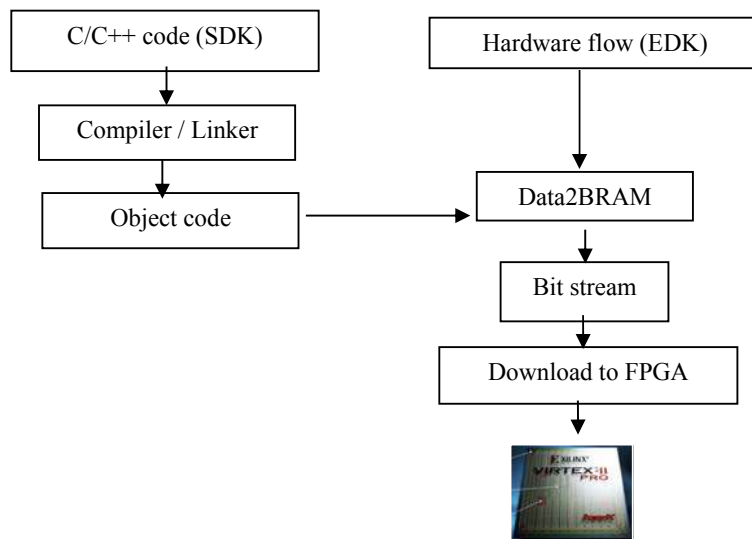 C/C++ code (SDK)
Hardware flow (EDK)
Compiler / Linker
Object code
Data2BRAM
Bit stream
Download to FPGA
XILINX
VIRTEX-II
PRO
PowerPC